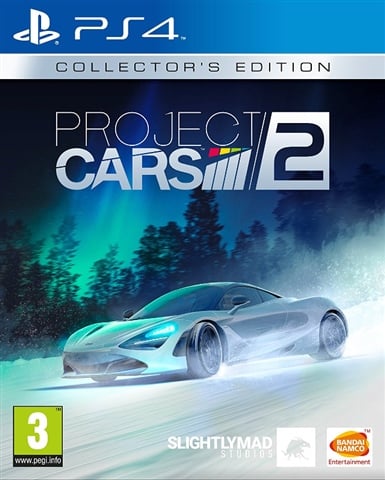 PS4
COLLECTOR'S EDITION
PROJECT
CARS 2
3
www.pegi.info
SLIGHTLYMAD
STUDIOS
BANDAI
NAMCO
Entertainment